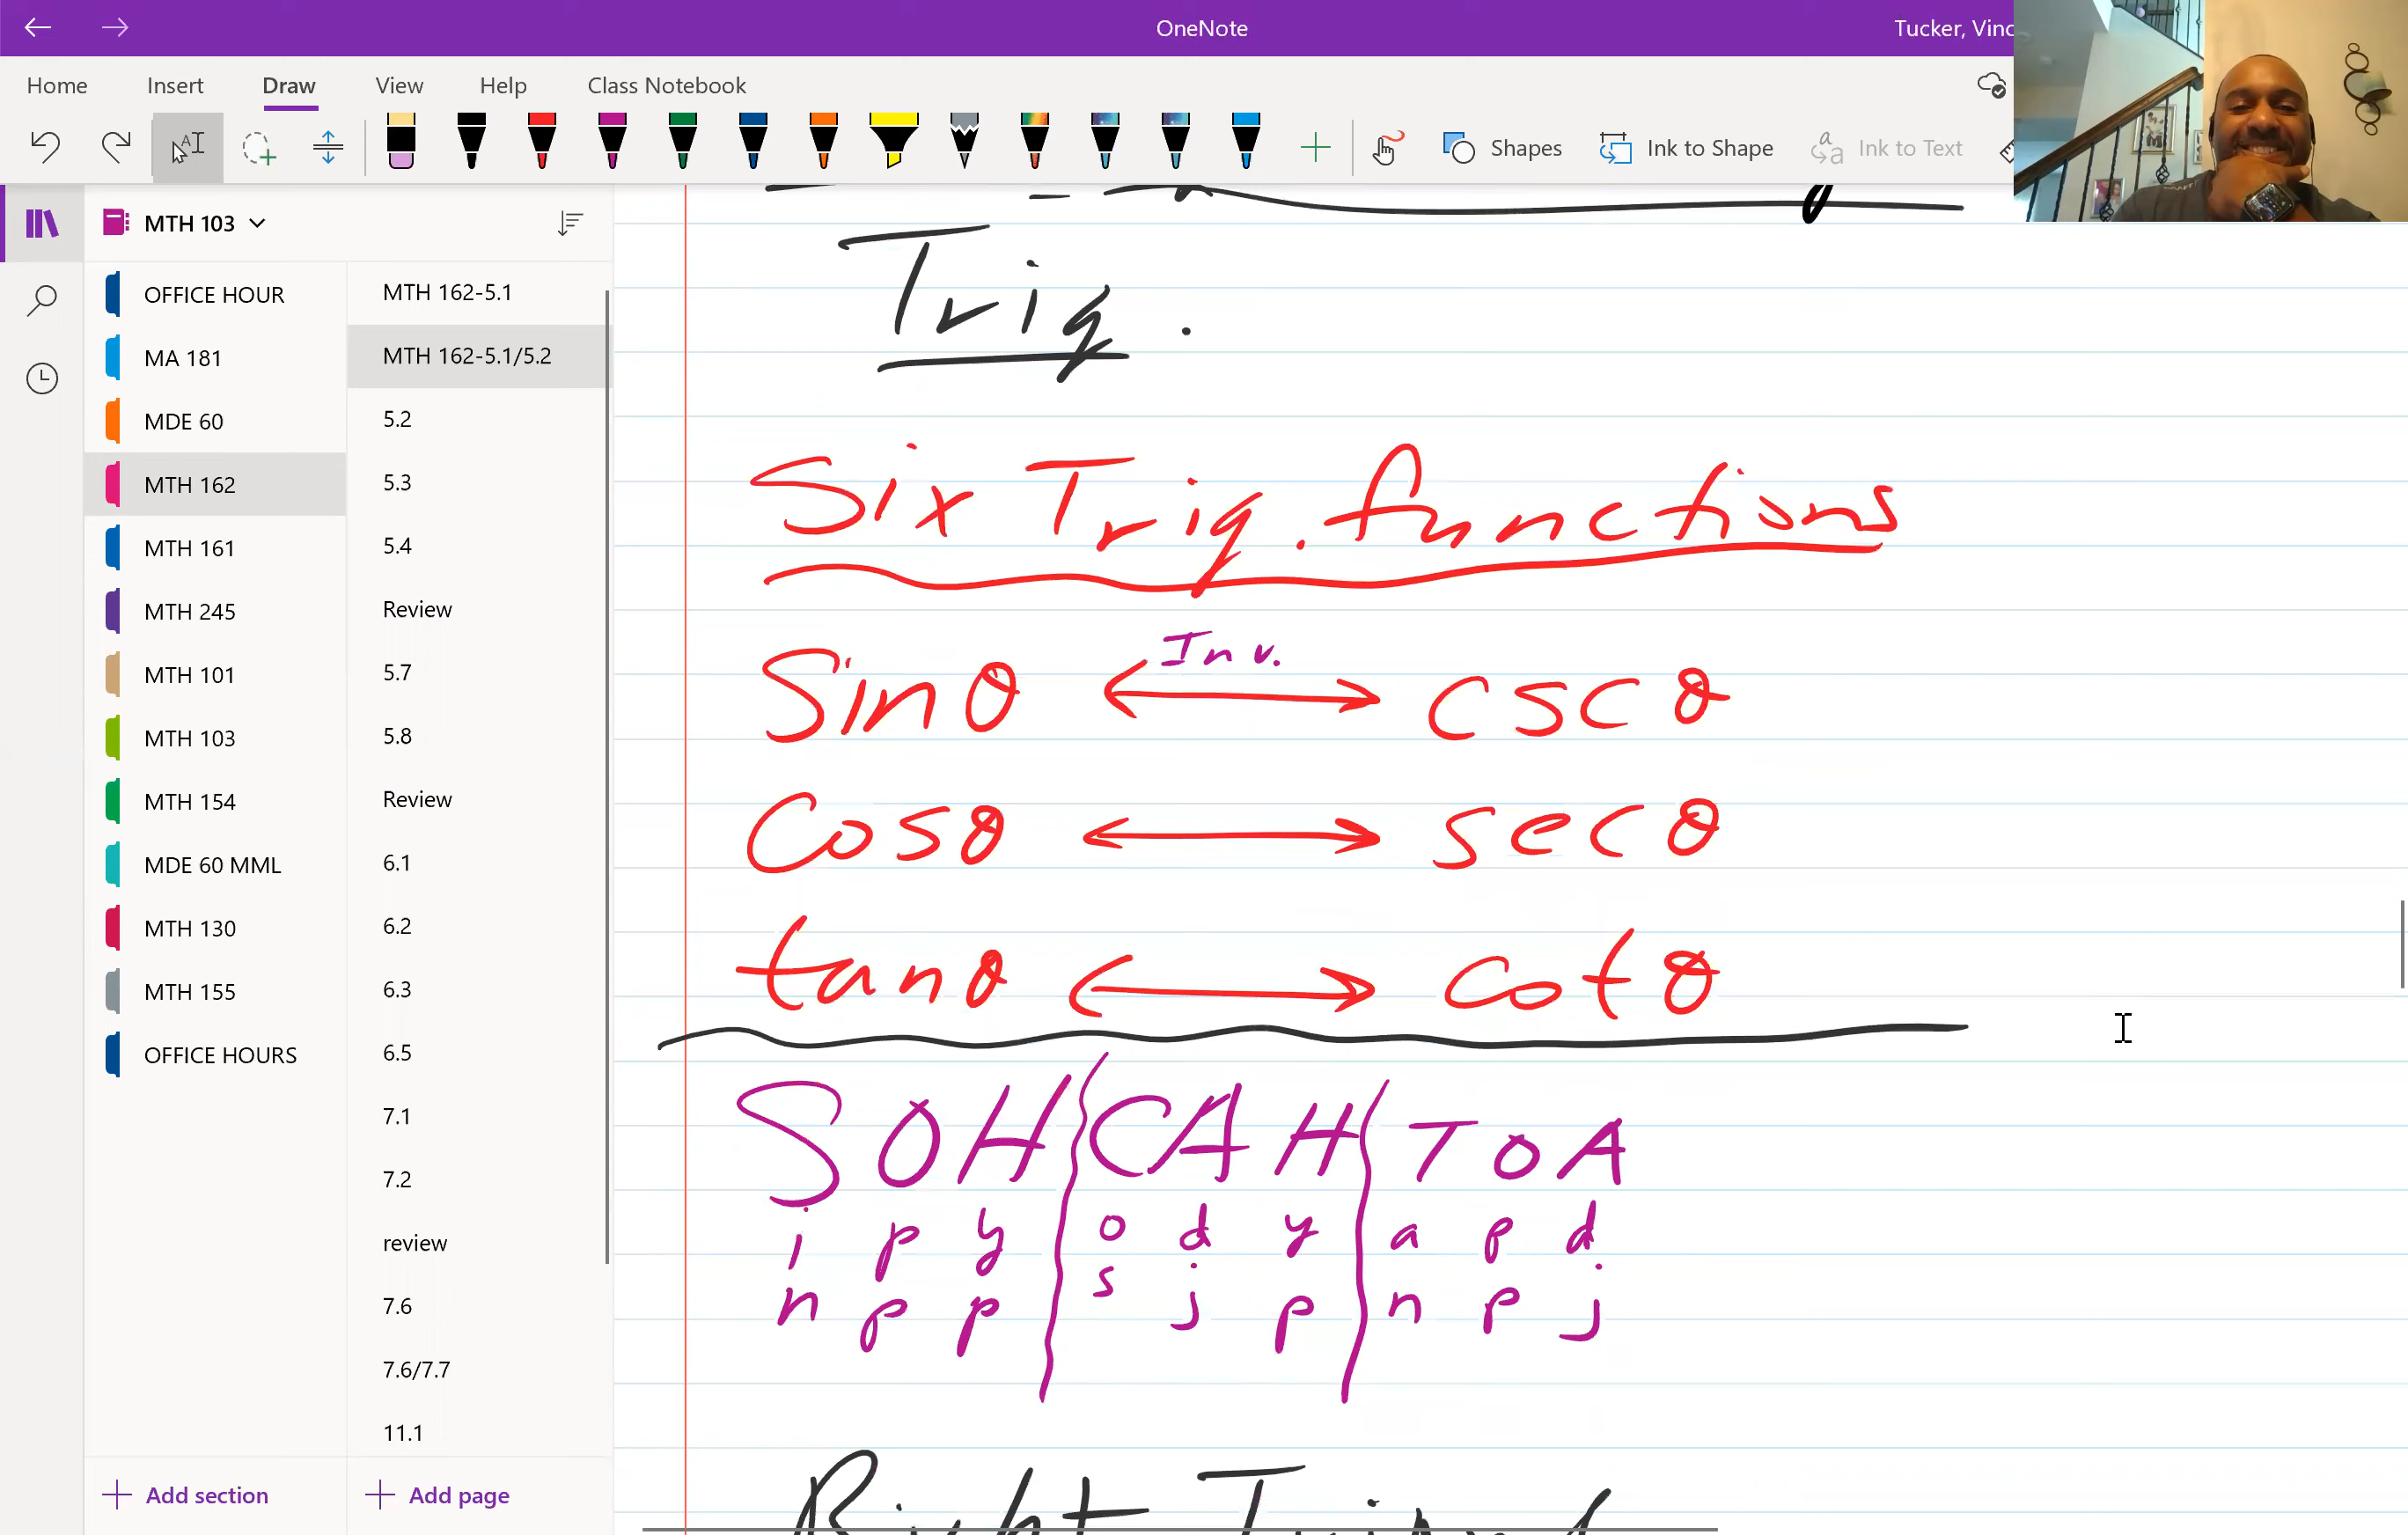 OneNote
Tucker, Vinc
Home Insert Draw View Help Class Notebook
Shapes Ink to Shape Ink to Text
MTH 103
OFFICE HOUR
MA 181
MDE 60
MTH 162
MTH 161
MTH 245
MTH 101
MTH 103
MTH 154
MDE 60 MML
MTH 130
MTH 155
OFFICE HOURS
Add section
MTH 162-5.1
MTH 162-5.1/5.2
5.2
5.3
5.4
Review
5.7
5.8
Review
6.1
6.2
6.3
6.5
7.1
7.2
review
7.6
7.6/7.7
11.1
Add page
Trig.
Six Trig. functions
Inv.
Sinθ ⟷ cscθ
Cosθ ⟷ secθ
tanθ ⟷ cotθ
SOH CAH TOA
i p y o d y a p d
n p p s j p n p j
Right